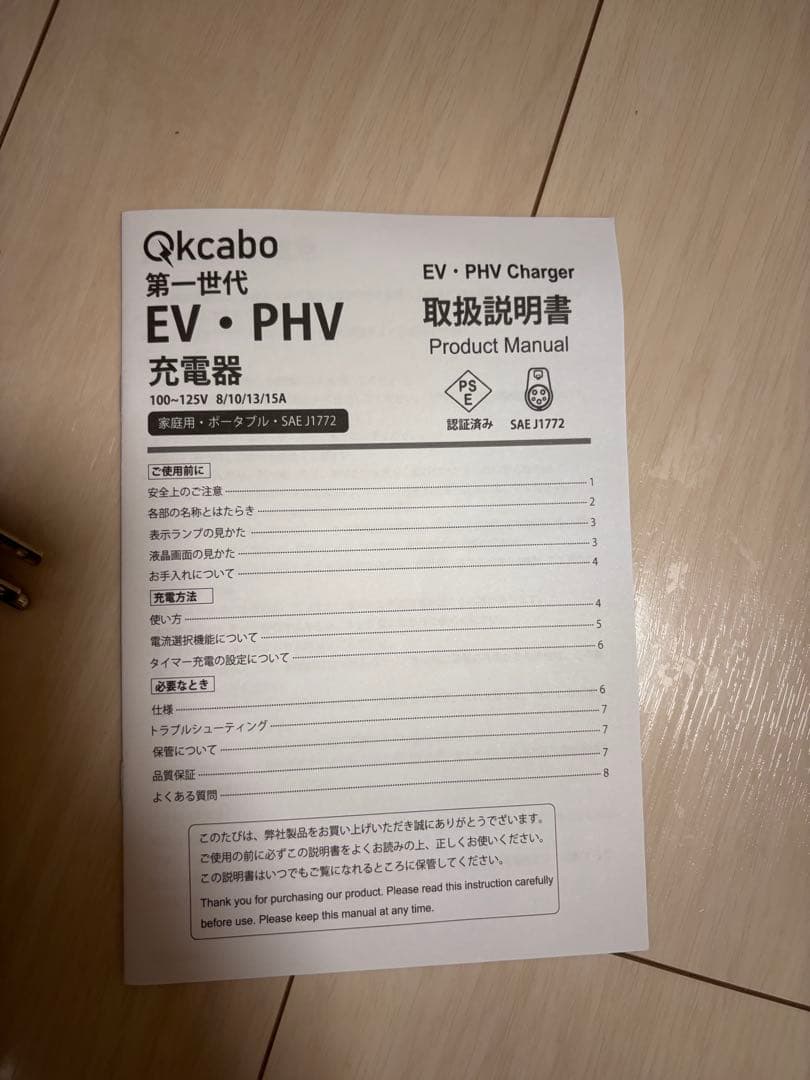 Qkcabo
第一世代
EV・PHV
充電器
100~125V 8/10/13/15A
家庭用・ポータブル・SAE J1772
EV・PHV Charger
取扱説明書
Product Manual
PS
E
認証済み SAE J1772
ご使用前に
安全上のご注意 1
各部の名称とはたらき 2
表示ランプの見かた 3
液晶画面の見かた 3
お手入れについて 4
充電方法
使い方 4
電流選択機能について 5
タイマー充電の設定について 6
必要なとき
仕様 6
トラブルシューティング 7
保管について 7
品質保証 7
よくある質問 8
このたびは、弊社製品をお買い上げいただき誠にありがとうでざいます。
ご使用の前に必ずこの説明書をよくお読みの上、正しくお使いください。
この説明書はいつでもご覧になれるところに保管してください。
Thank you for purchasing our product. Please read this instruction carefully
before use. Please keep this manual at any time.